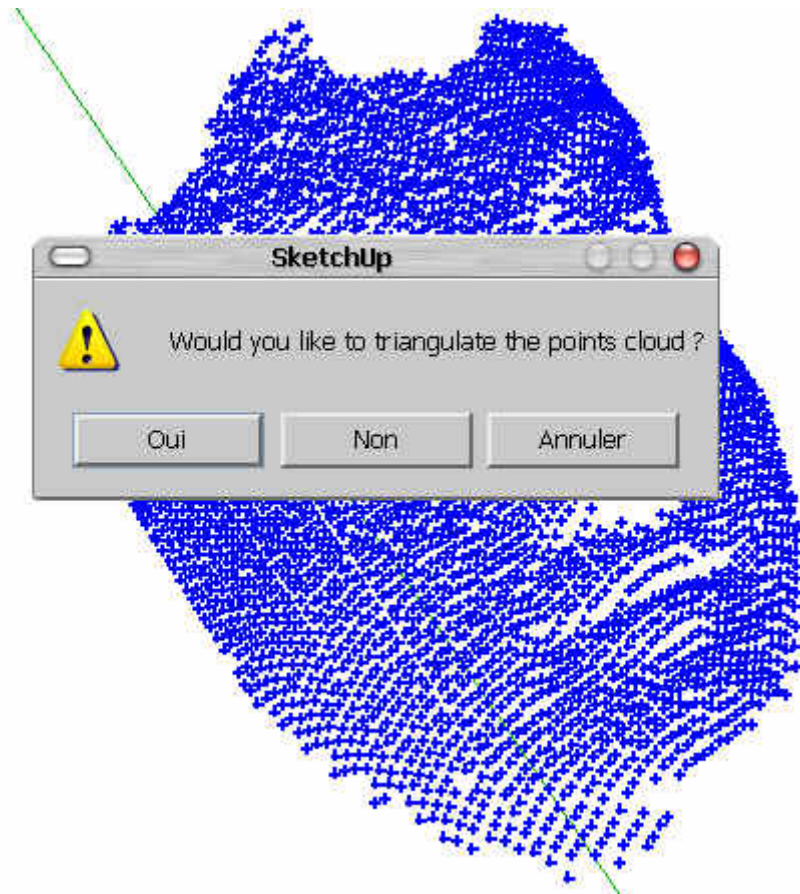 SketchUp
Would you like to triangulate the points cloud ?
Oui Non Annuler